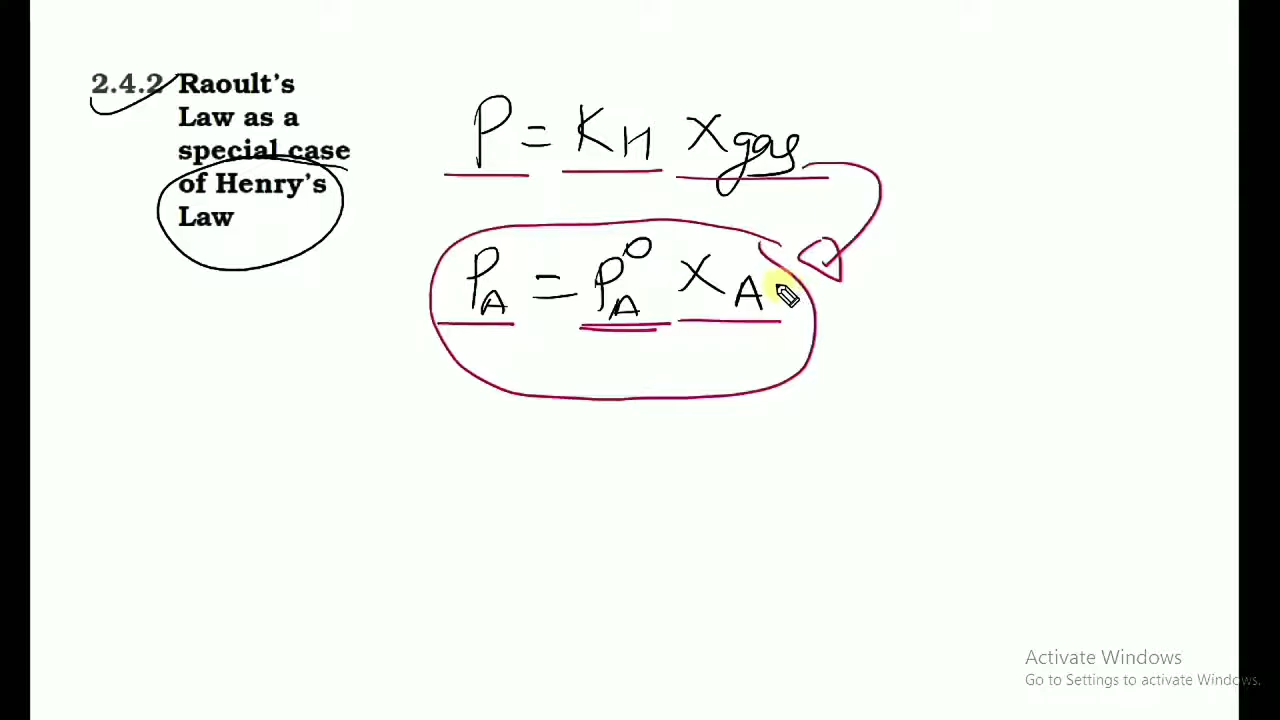 2.4.2 Raoult's
Law as a
special case
of Henry's
Law
P = KH xgas
PA = P°A xA
Activate Windows
Go to Settings to activate Windows.